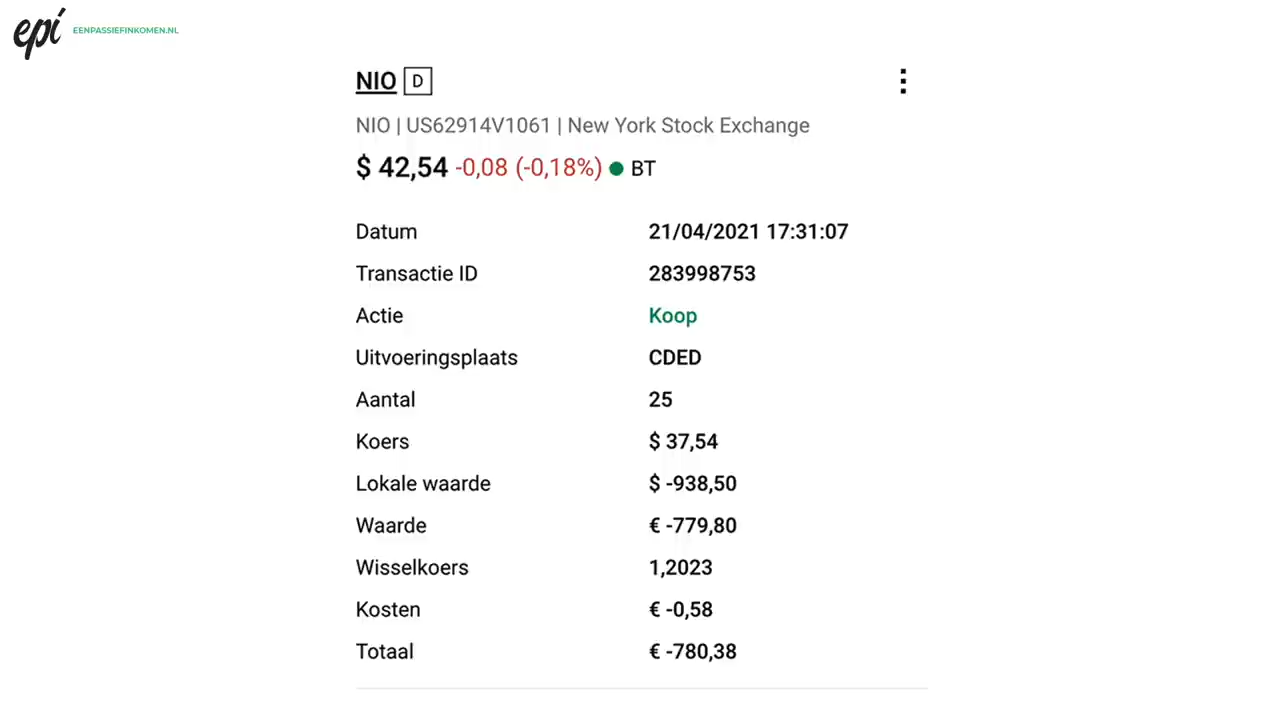 epi EENPASSIEFINKOMEN.NL
NIO D
NIO | US62914V1061 | New York Stock Exchange
$ 42,54 -0,08 (-0,18%) BT
Datum 21/04/2021 17:31:07
Transactie ID 283998753
Actie Koop
Uitvoeringsplaats CDED
Aantal 25
Koers $ 37,54
Lokale waarde $ -938,50
Waarde € -779,80
Wisselkoers 1,2023
Kosten € -0,58
Totaal € -780,38